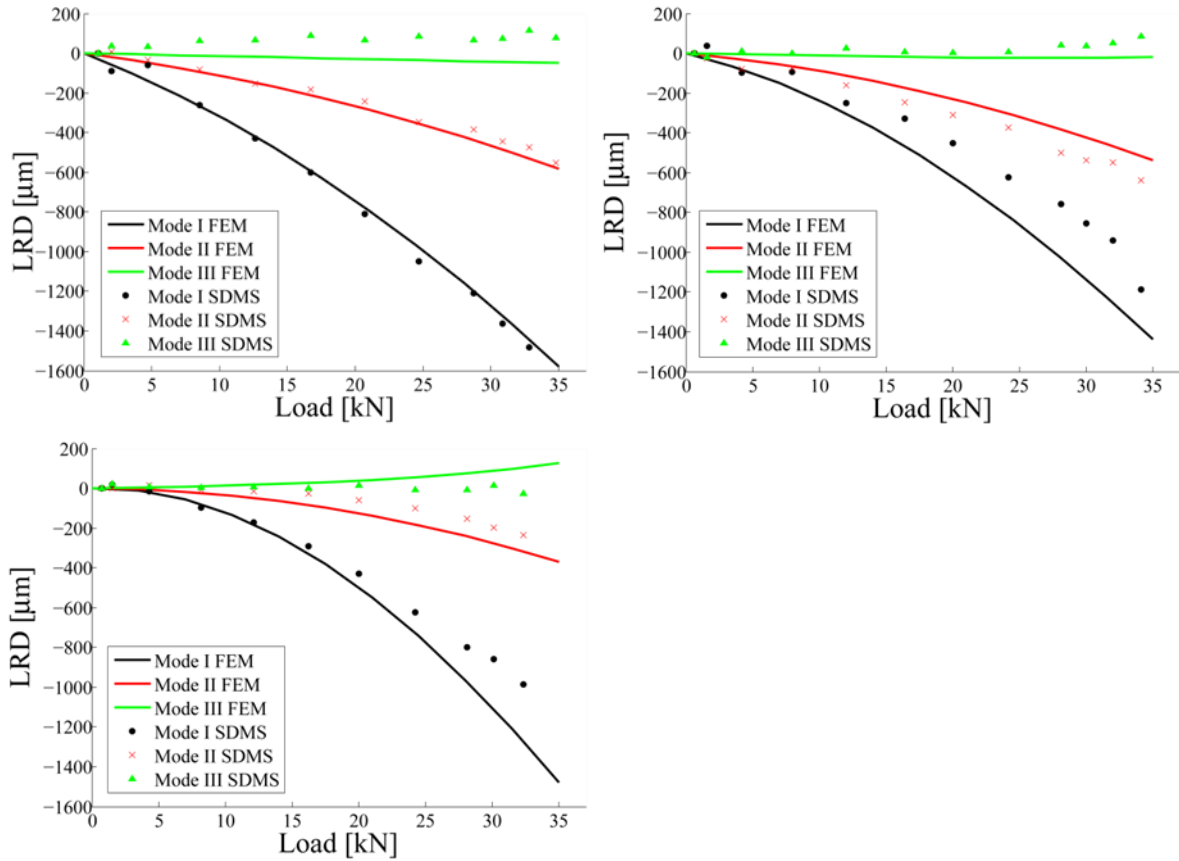 200
0
−200
−400
−600
−800
−1000
−1200
−1400
−1600
LRD [µm]
Mode I FEM
Mode II FEM
Mode III FEM
Mode I SDMS
Mode II SDMS
Mode III SDMS
0 5 10 15 20 25 30 35
Load [kN]
200
0
−200
−400
−600
−800
−1000
−1200
−1400
−1600
LRD [µm]
Mode I FEM
Mode II FEM
Mode III FEM
Mode I SDMS
Mode II SDMS
Mode III SDMS
0 5 10 15 20 25 30 35
Load [kN]
200
0
−200
−400
−600
−800
−1000
−1200
−1400
−1600
LRD [µm]
Mode I FEM
Mode II FEM
Mode III FEM
Mode I SDMS
Mode II SDMS
Mode III SDMS
0 5 10 15 20 25 30 35
Load [kN]